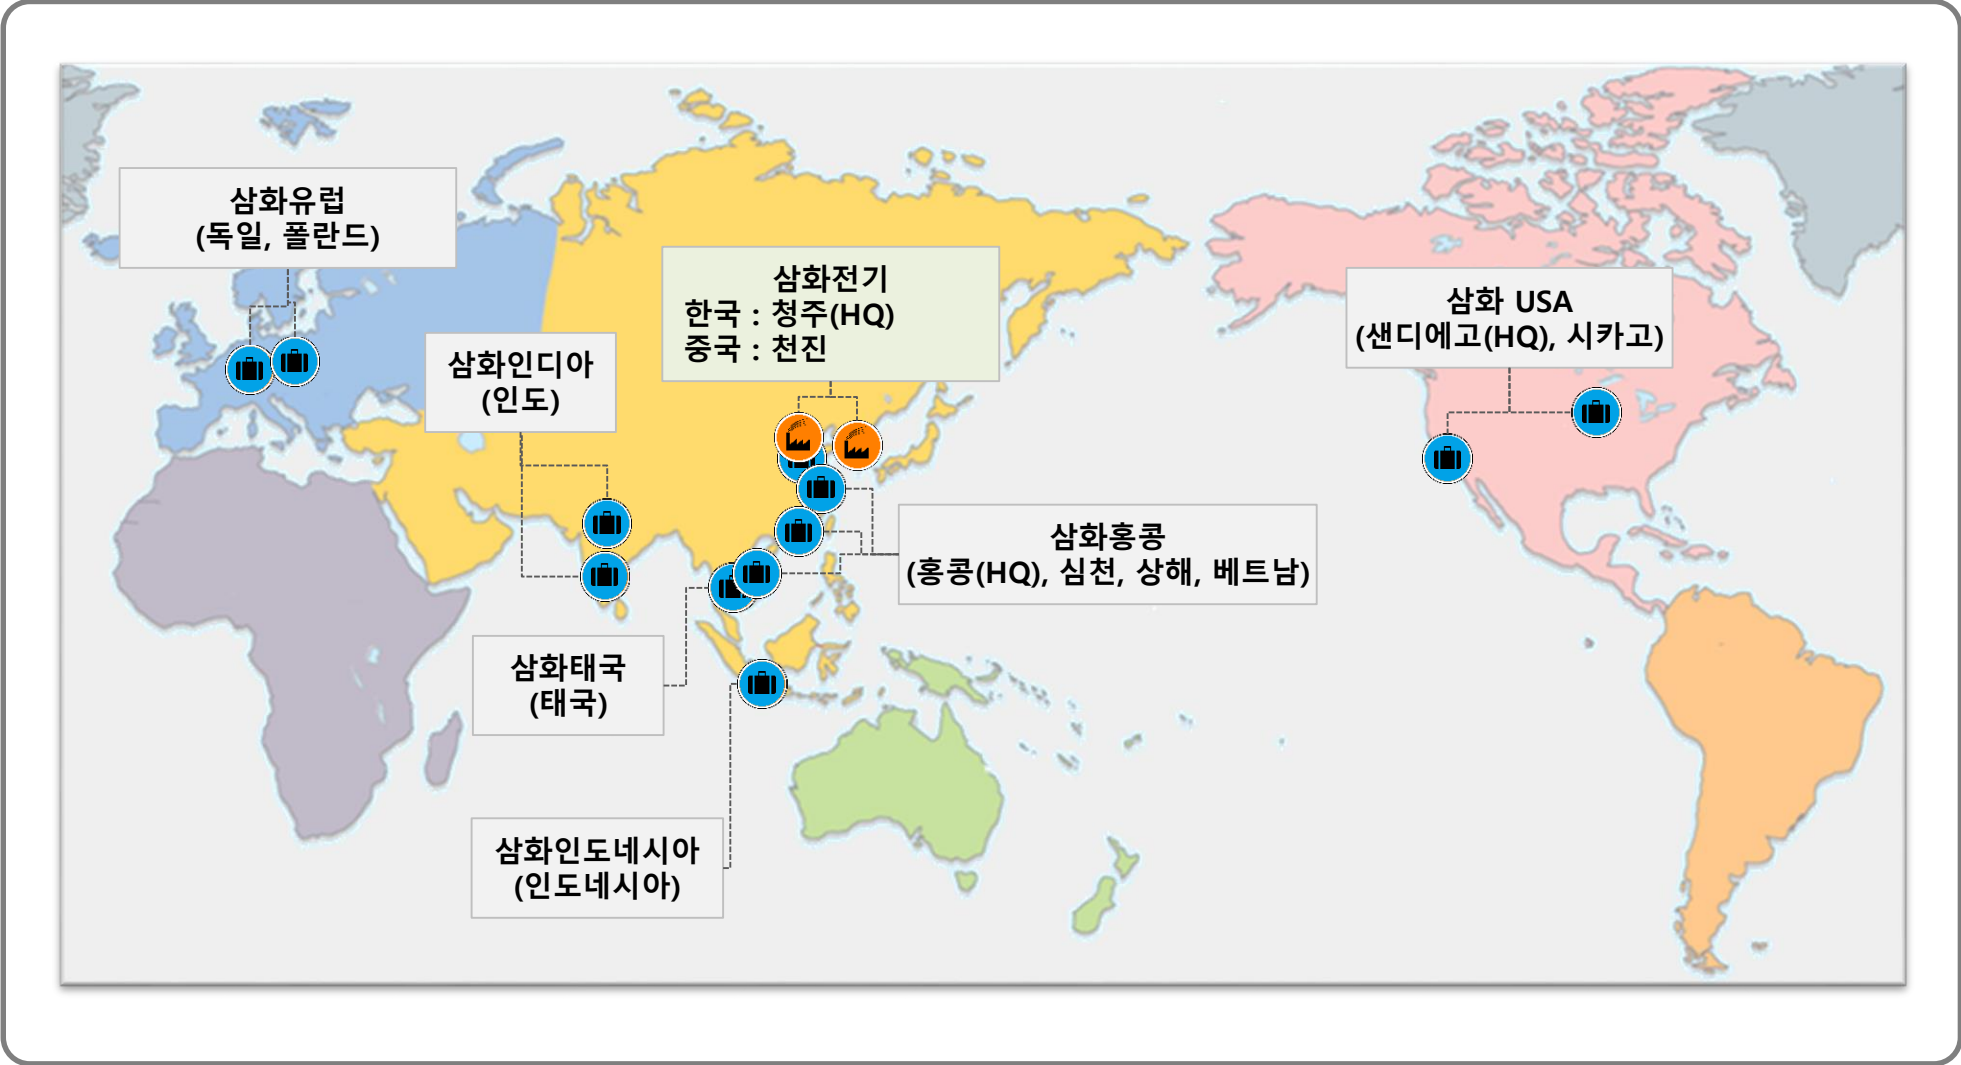 삼화유럽
(독일, 폴란드)
삼화전기
한국 : 청주(HQ)
중국 : 천진
삼화 USA
(샌디에고(HQ), 시카고)
삼화인디아
(인도)
삼화홍콩
(홍콩(HQ), 심천, 상해, 베트남)
삼화태국
(태국)
삼화인도네시아
(인도네시아)